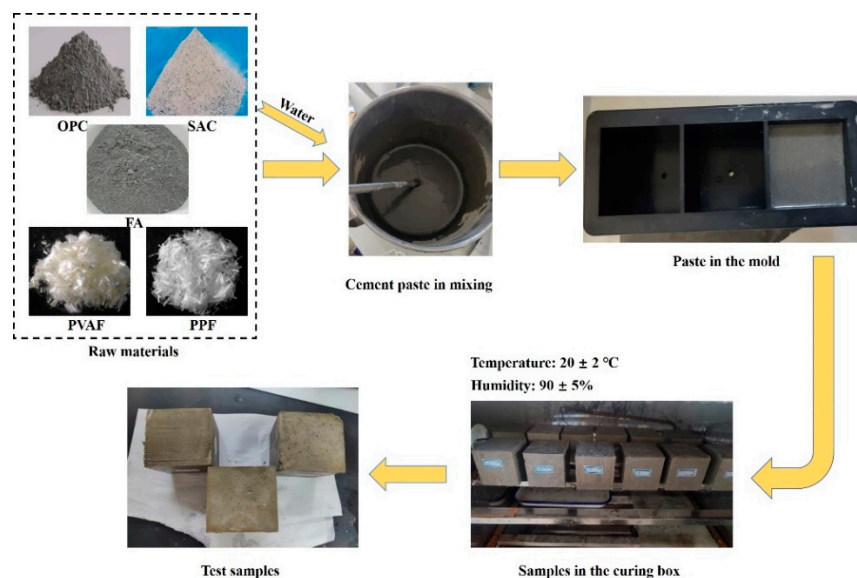 OPC
SAC
Water
FA
PVAF
PPF
Raw materials
Cement paste in mixing
Paste in the mold
Temperature: 20 ± 2 °C
Humidity: 90 ± 5%
Test samples
Samples in the curing box